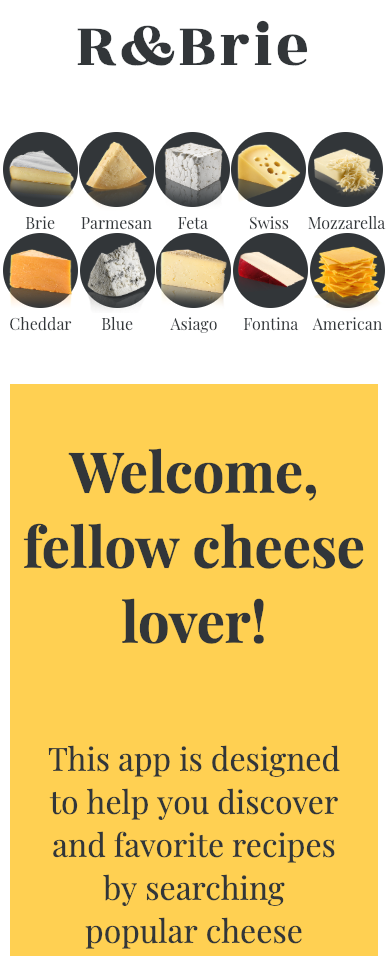 R&Brie
Brie Parmesan Feta Swiss Mozzarella
Cheddar Blue Asiago Fontina American
Welcome,
fellow cheese
lover!
This app is designed
to help you discover
and favorite recipes
by searching
popular cheese